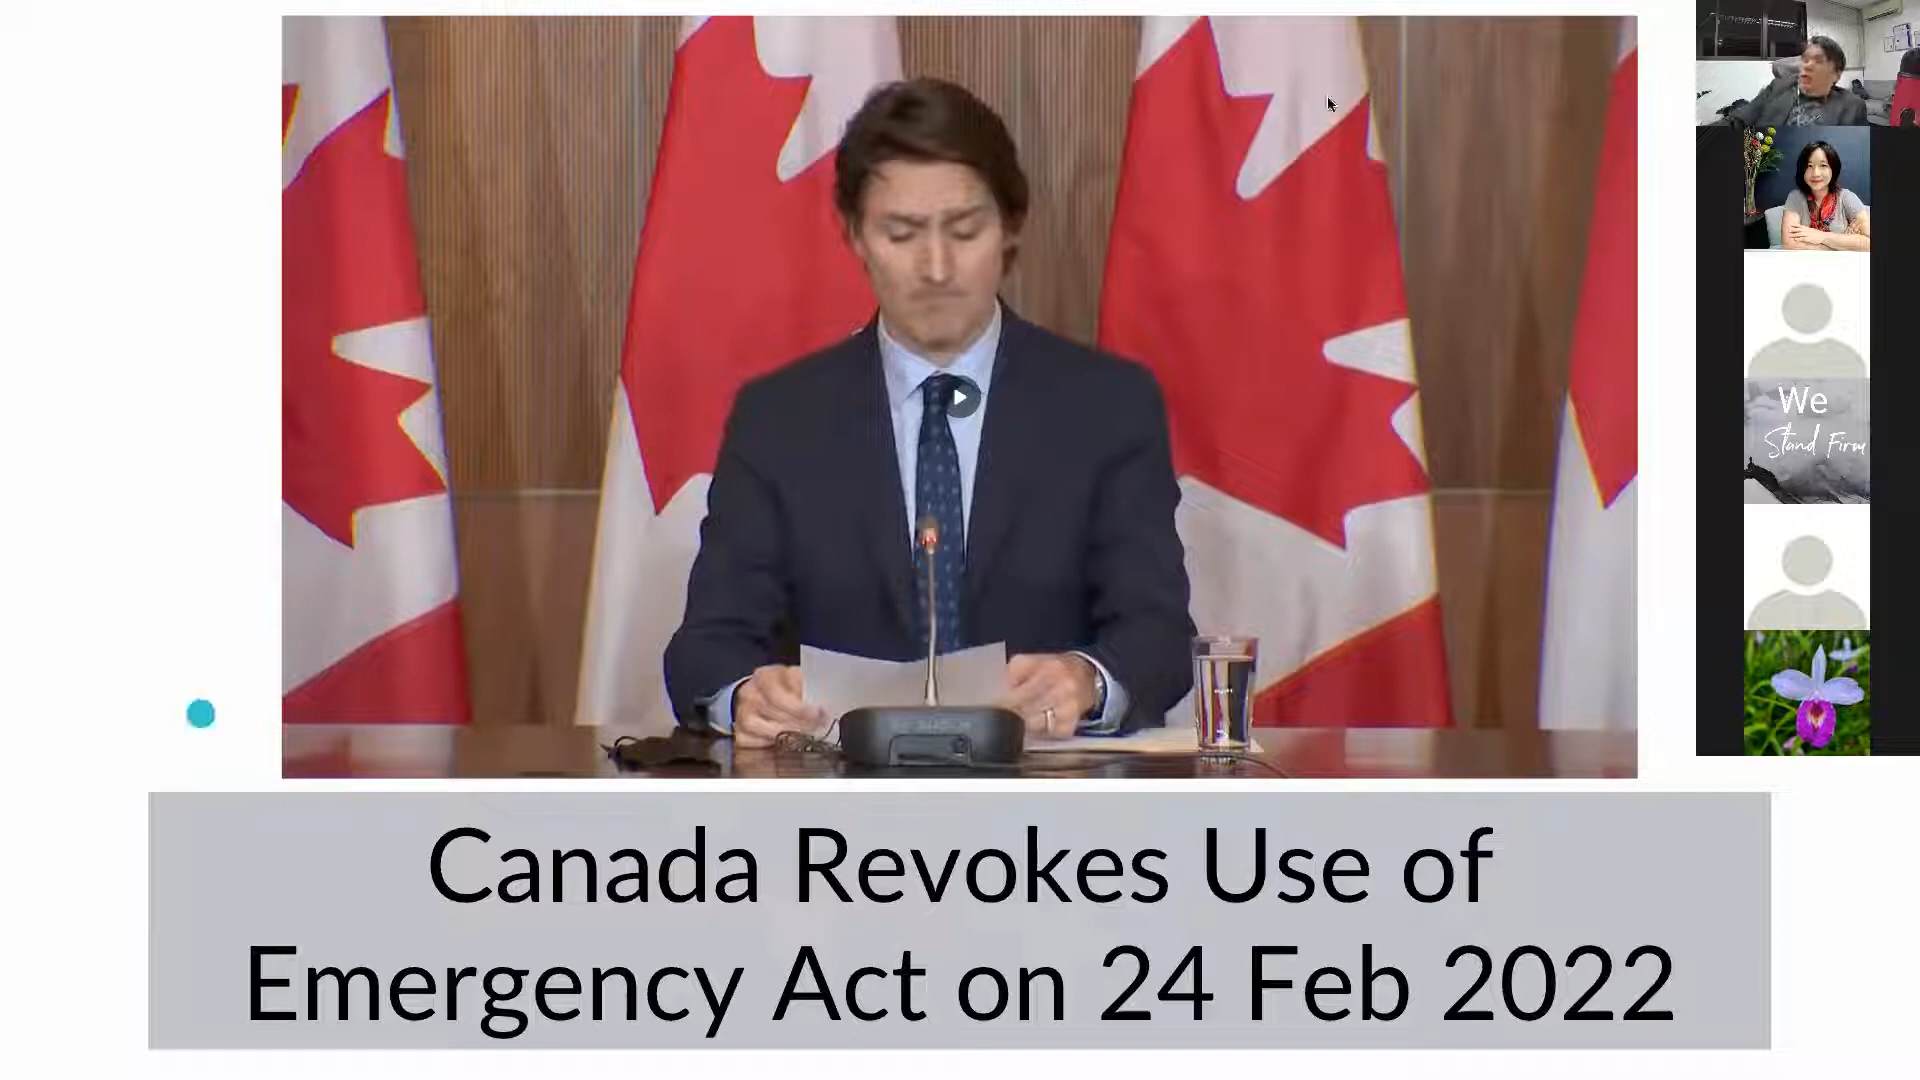 We
Stand Firm
Canada Revokes Use of
Emergency Act on 24 Feb 2022